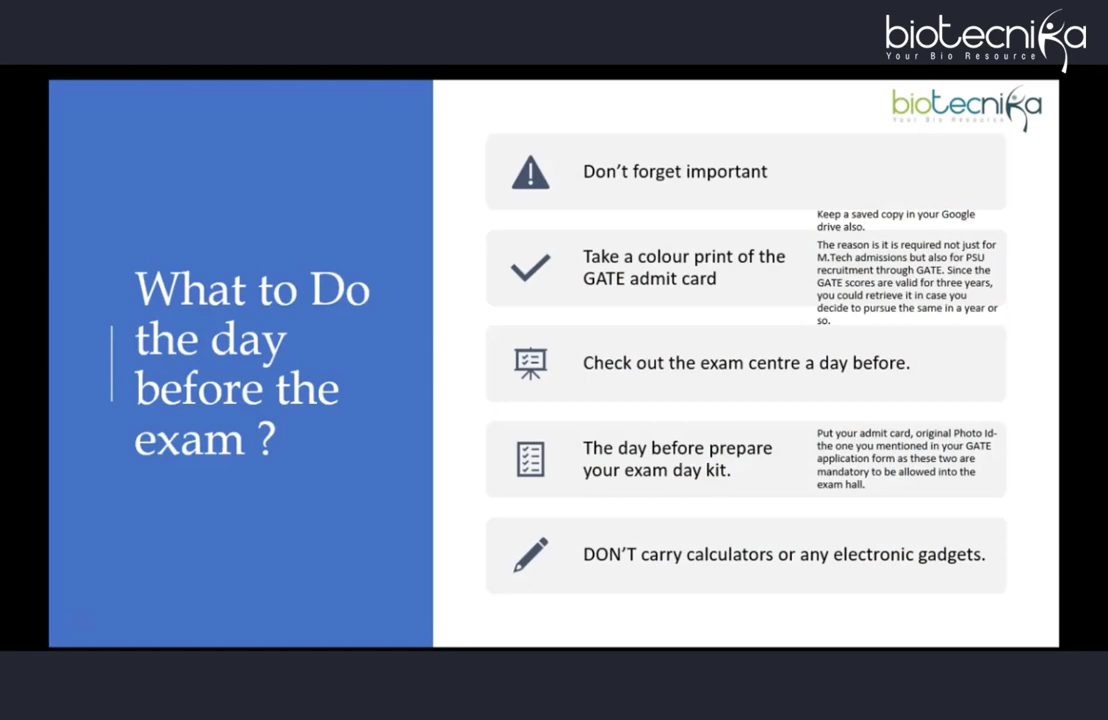 biotecnika
Your Bio Resource
biotecnika
Your Bio Resource
What to Do
the day
before the
exam ?
Don't forget important
Take a colour print of the
GATE admit card
Keep a saved copy in your Google
drive also.
The reason is it is required not just for
M.Tech admissions but also for PSU
recruitment through GATE. Since the
GATE scores are valid for three years,
you could retrieve it in case you
decide to pursue the same in a year or
so.
Check out the exam centre a day before.
The day before prepare
your exam day kit.
Put your admit card, original Photo Id-
the one you mentioned in your GATE
application form as these two are
mandatory to be allowed into the
exam hall.
DON'T carry calculators or any electronic gadgets.